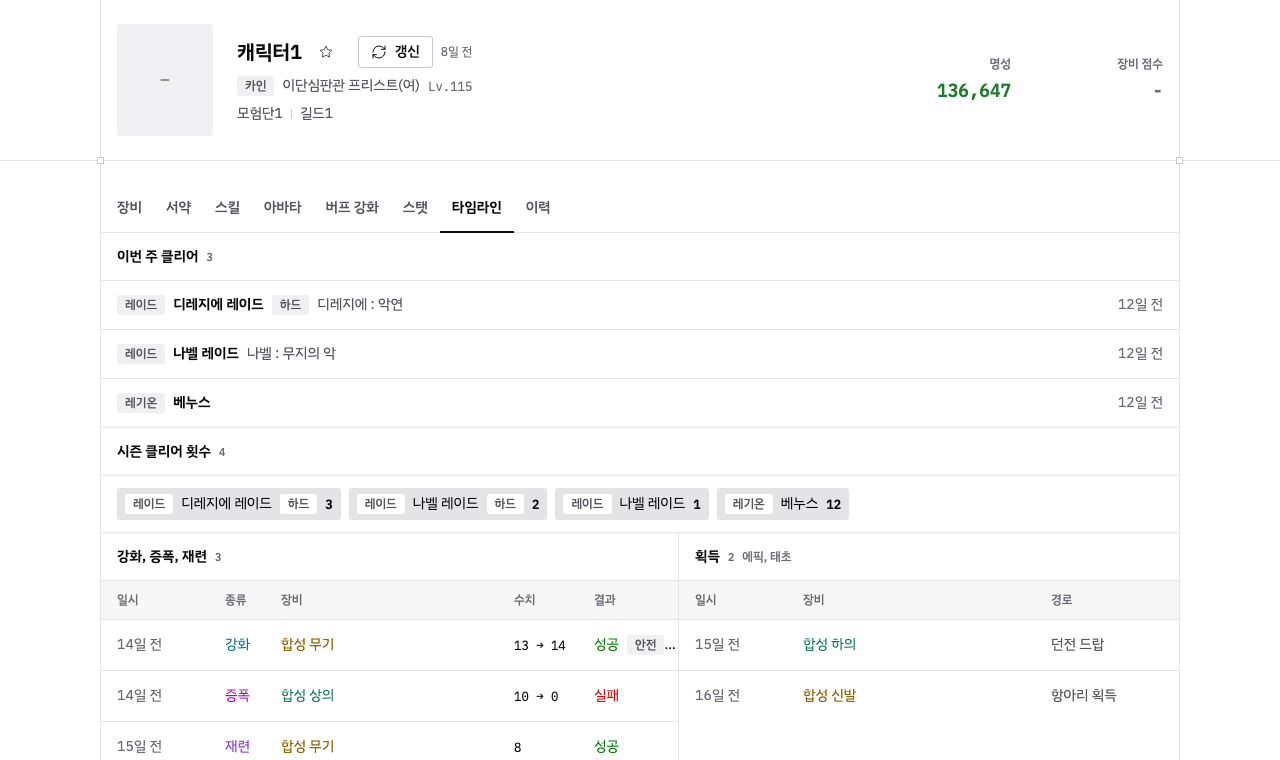 –
캐릭터1 갱신 8일 전
카인 이단심판관 프리스트(여) Lv.115
모험단1 길드1
명성 장비 점수
136,647 -
장비 서약 스킬 아바타 버프 강화 스탯 타임라인 이력
이번 주 클리어 3
레이드 디레지에 레이드 하드 디레지에 : 악연 12일 전
레이드 나벨 레이드 나벨 : 무지의 악 12일 전
레기온 베누스 12일 전
시즌 클리어 횟수 4
레이드 디레지에 레이드 하드 3 레이드 나벨 레이드 하드 2 레이드 나벨 레이드 1 레기온 베누스 12
강화, 증폭, 재련 3
일시 종류 장비 수치 결과
14일 전 강화 합성 무기 13 → 14 성공 안전 ...
14일 전 증폭 합성 상의 10 → 0 실패
15일 전 재련 합성 무기 8 성공
획득 2 에픽, 태초
일시 장비 경로
15일 전 합성 하의 던전 드랍
16일 전 합성 신발 항아리 획득